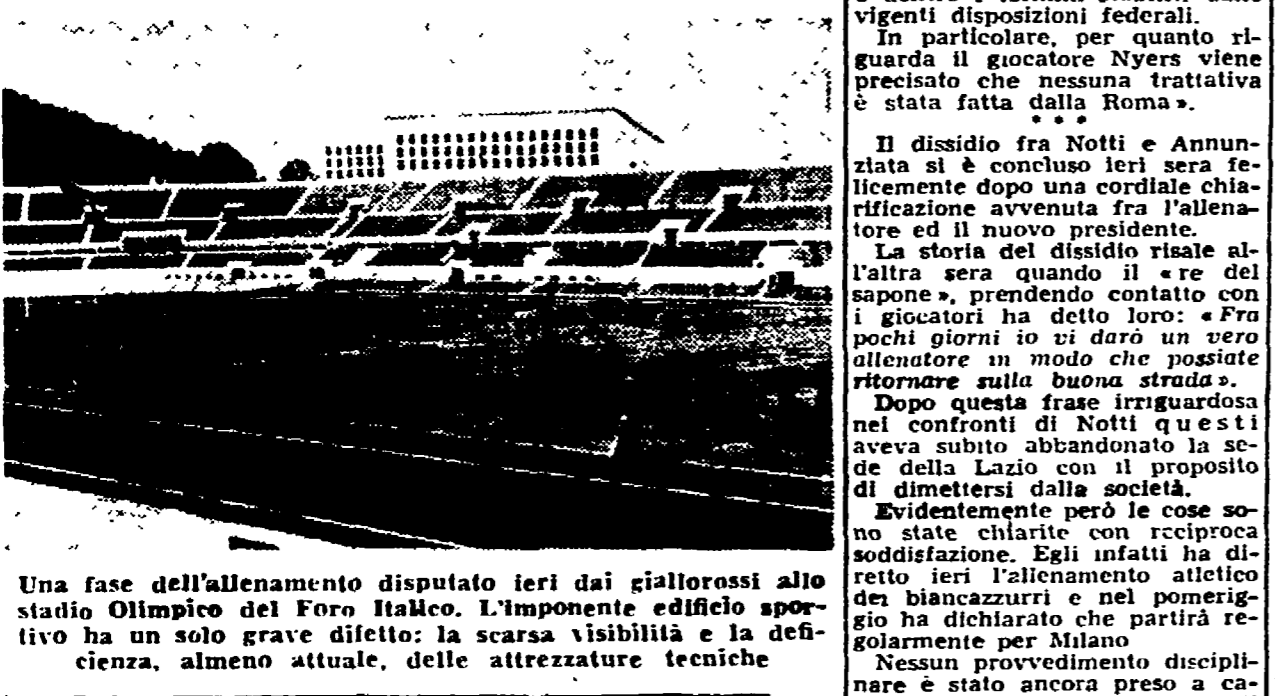 Una fase dell'allenamento disputato ieri dai giallorossi allo
stadio Olimpico del Foro Italico. L'imponente edificio spor-
tivo ha un solo grave difetto: la scarsa visibilità e la defi-
cienza, almeno attuale, delle attrezzature tecniche
vigenti disposizioni federali.
In particolare, per quanto ri-
guarda il giocatore Nyers viene
precisato che nessuna trattativa
è stata fatta dalla Roma».
* * *
Il dissidio fra Notti e Annun-
ziata si è concluso ieri sera fe-
licemente dopo una cordiale chia-
rificazione avvenuta fra l'allena-
tore ed il nuovo presidente.
La storia del dissidio risale al-
l'altra sera quando il «re del
sapone», prendendo contatto con
i giocatori ha detto loro: «Fra
pochi giorni io vi darò un vero
allenatore in modo che possiate
ritornare sulla buona strada».
Dopo questa frase irriguardosa
nei confronti di Notti questi
aveva subito abbandonato la se-
de della Lazio con il proposito
di dimettersi dalla società.
Evidentemente però le cose so-
no state chiarite con reciproca
soddisfazione. Egli infatti ha di-
retto ieri l'allenamento atletico
dei biancazzurri e nel pomerig-
gio ha dichiarato che partirà re-
golarmente per Milano
Nessun provvedimento discipli-
nare è stato ancora preso a ca-